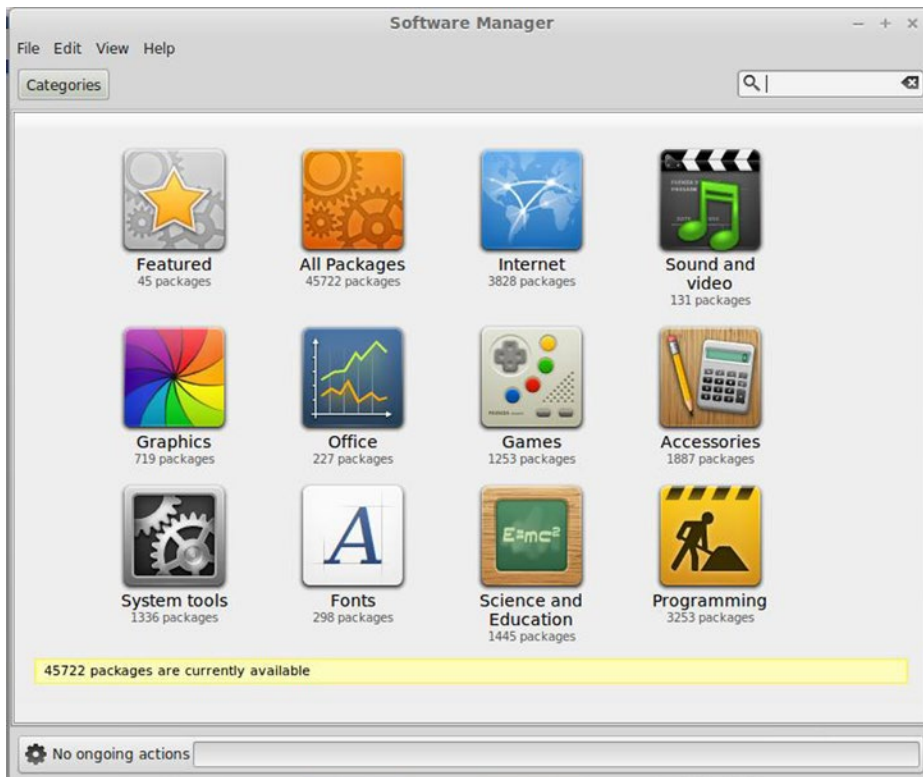 Software Manager
File Edit View Help
Categories
Featured
45 packages
All Packages
45722 packages
Internet
3828 packages
Sound and
video
131 packages
Graphics
719 packages
Office
227 packages
Games
1253 packages
Accessories
1887 packages
System tools
1336 packages
Fonts
298 packages
E=mc²
Science and
Education
1445 packages
Programming
3253 packages
45722 packages are currently available
No ongoing actions